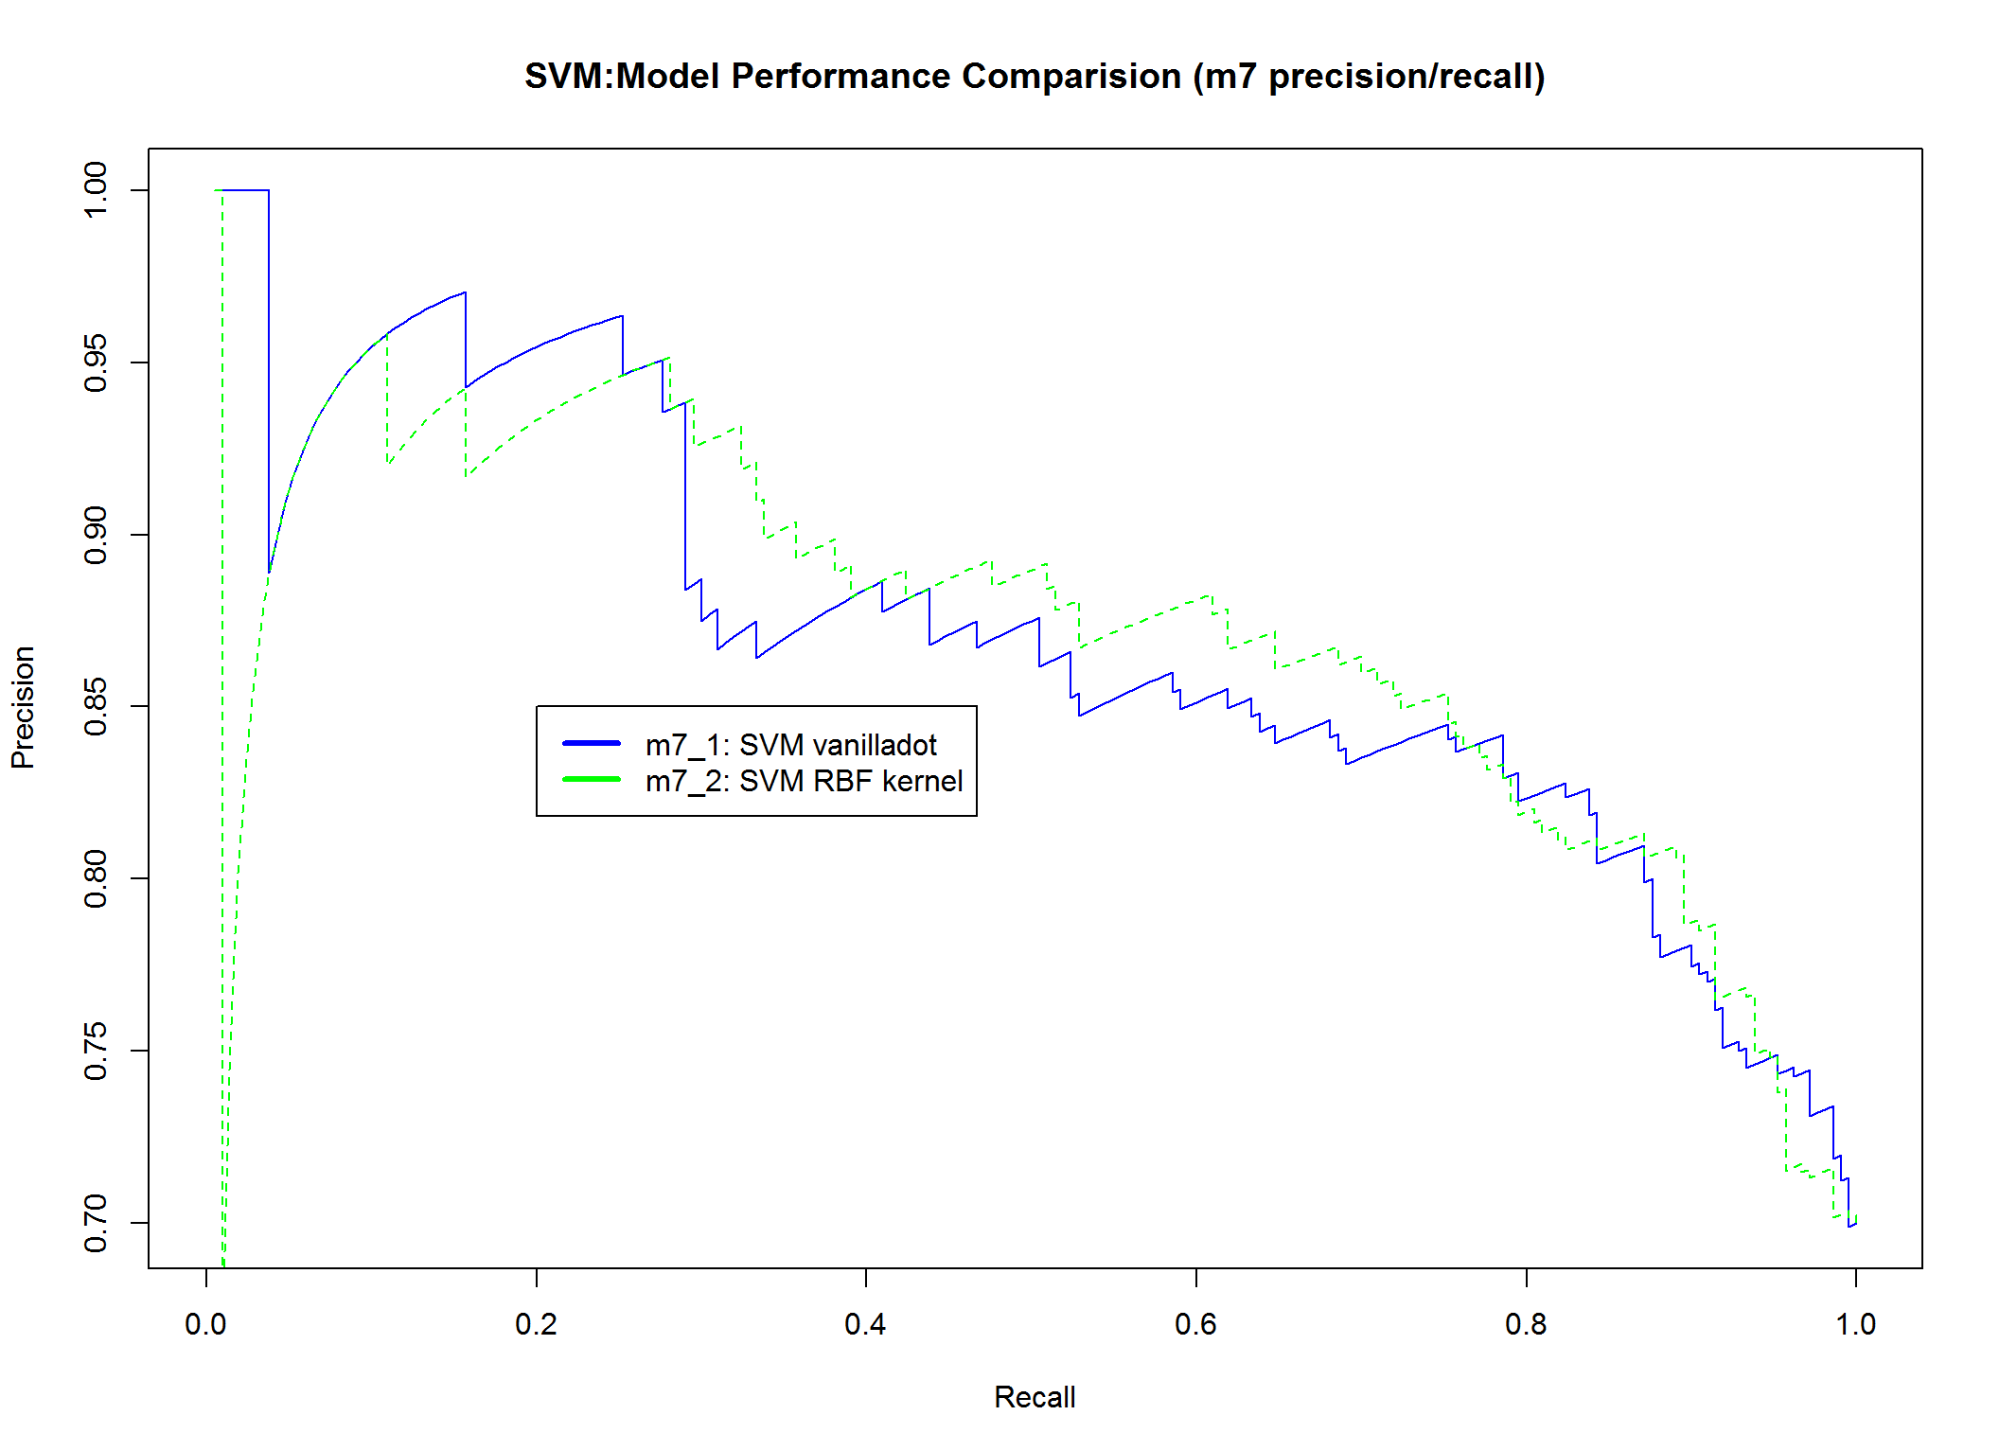 SVM:Model Performance Comparision (m7 precision/recall)
1.00
0.95
0.90
0.85
0.80
0.75
0.70
Precision
m7_1: SVM vanilladot
m7_2: SVM RBF kernel
0.0 0.2 0.4 0.6 0.8 1.0
Recall